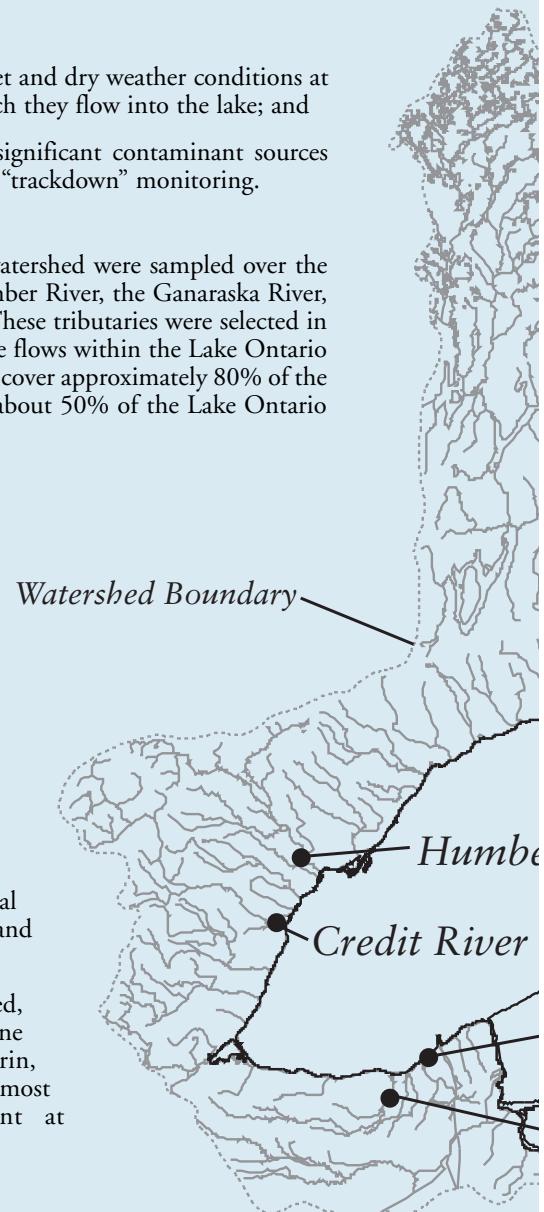 et and dry weather conditions at
ch they flow into the lake; and
significant contaminant sources
“trackdown” monitoring.
watershed were sampled over the
mber River, the Ganaraska River,
These tributaries were selected in
e flows within the Lake Ontario
cover approximately 80% of the
about 50% of the Lake Ontario
Watershed Boundary
Humbe
Credit River
al
and
ed,
ne
rin,
most
nt at